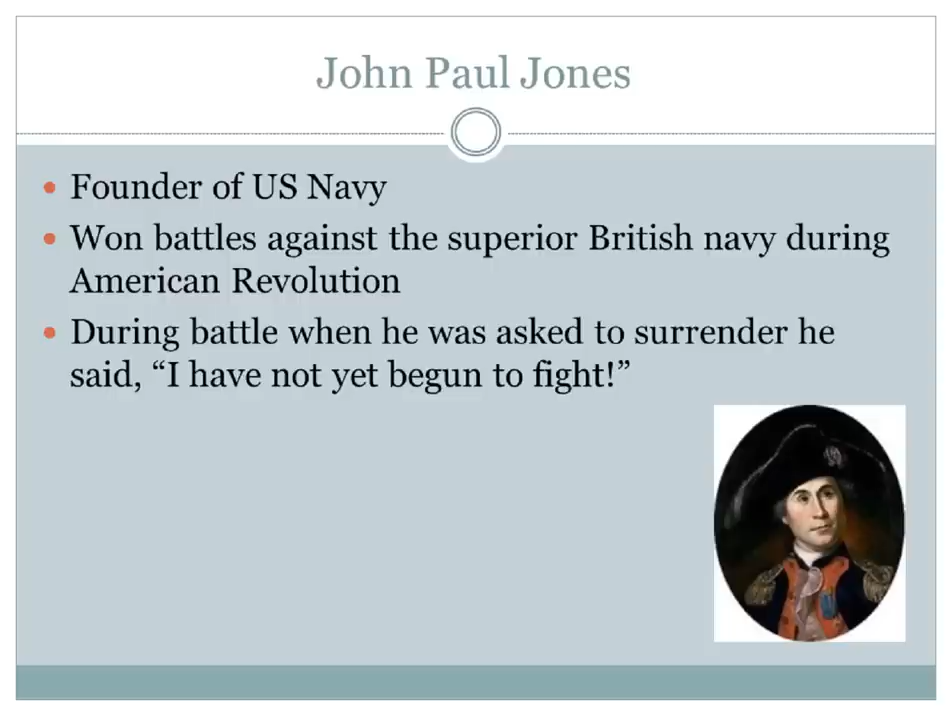 John Paul Jones
Founder of US Navy
Won battles against the superior British navy during
American Revolution
During battle when he was asked to surrender he
said, “I have not yet begun to fight!”